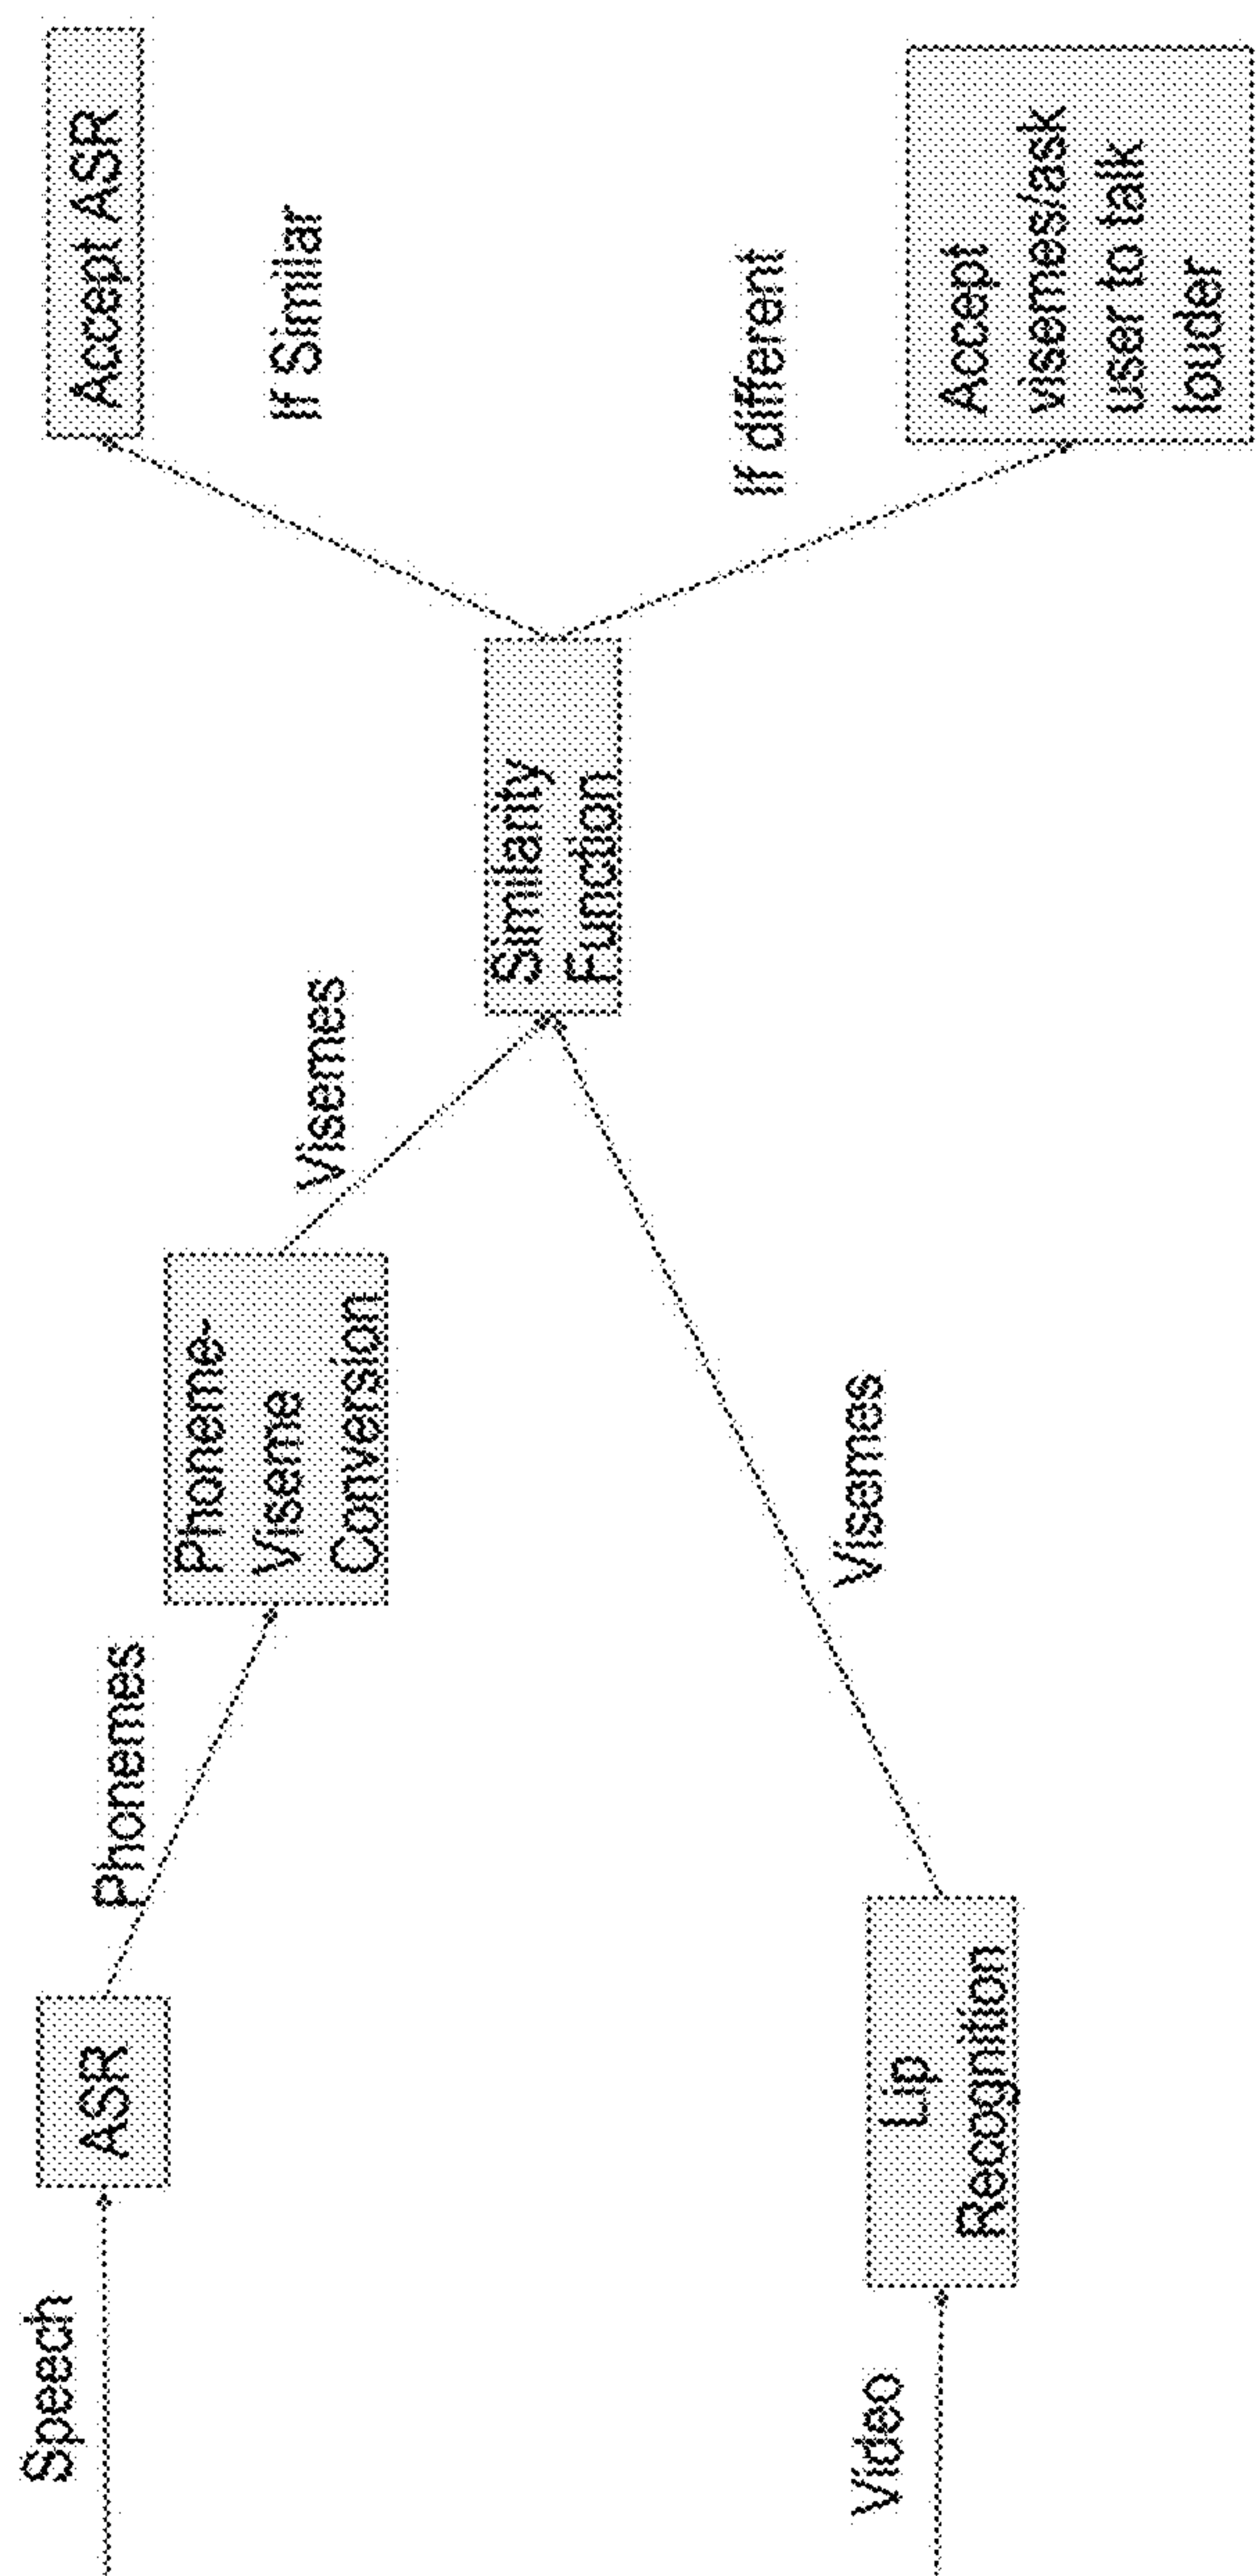 Speech
ASR
Phonemes
Phoneme-
Viseme
Conversion
Visemes
Similarity
Function
Accept ASR
If Similar
If different
Accept
visemes/ask
user to talk
louder
Video
Lip
Recognition
Visemes